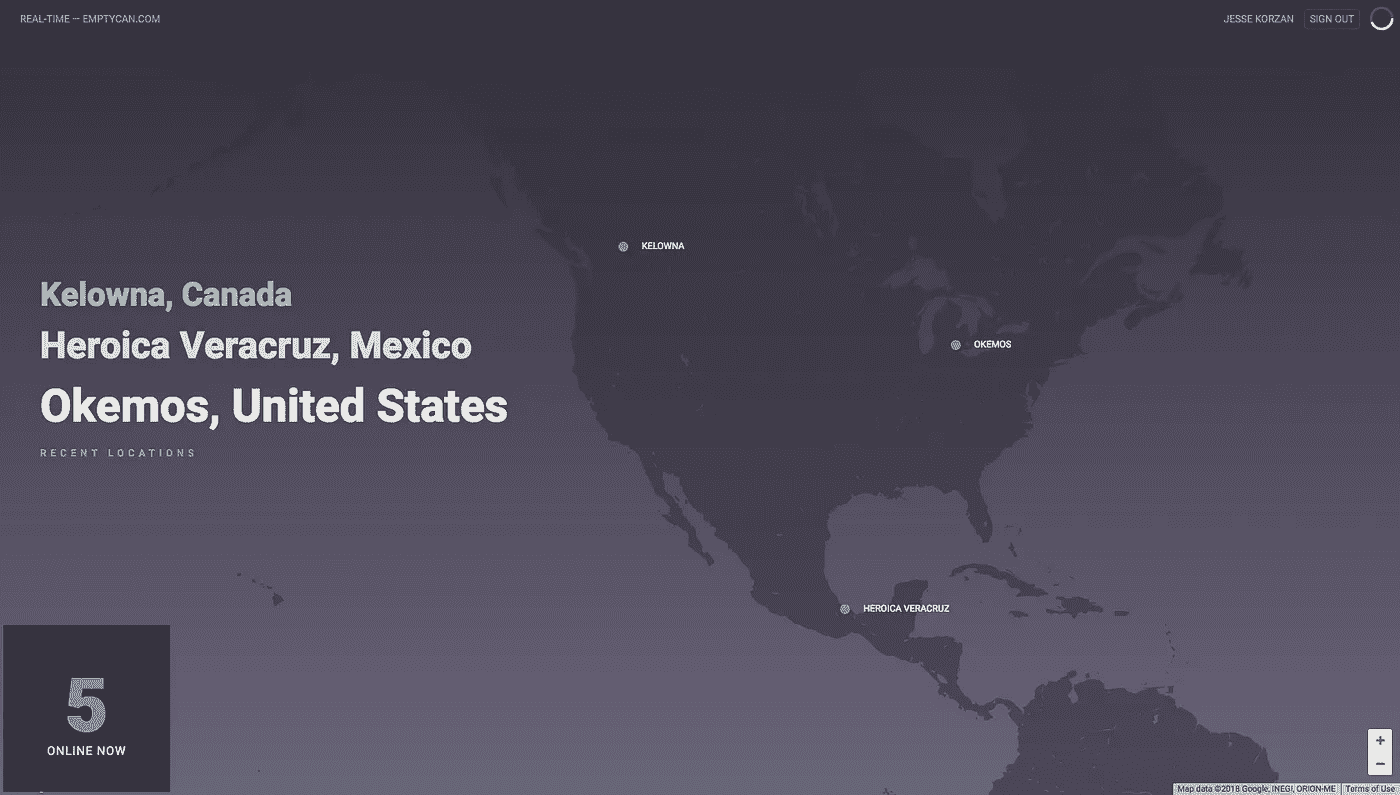 REAL-TIME — EMPTYCAN.COM
JESSE KORZAN
SIGN OUT
KELOWNA
Kelowna, Canada
Heroica Veracruz, Mexico
OKEMOS
Okemos, United States
RECENT LOCATIONS
HEROICA VERACRUZ
5
ONLINE NOW
+
−
Map data ©2018 Google, INEGI, ORION-ME
Terms of Use